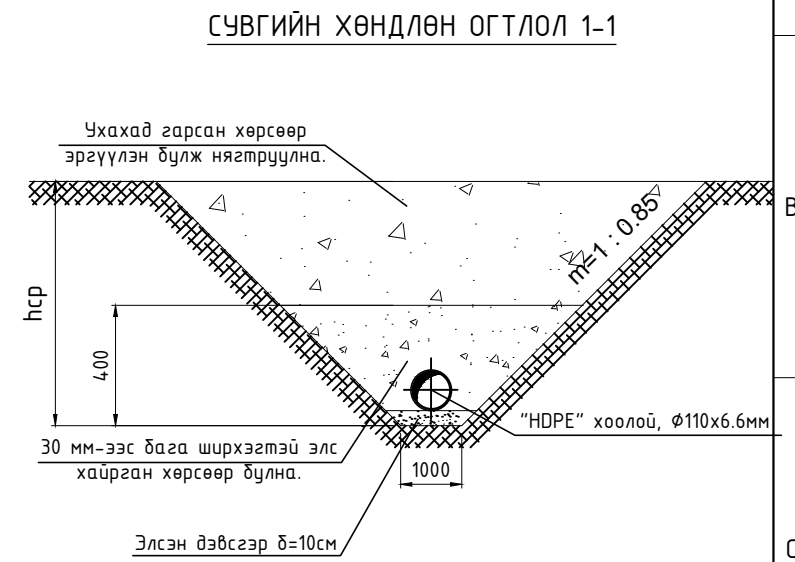 СУВГИЙН ХӨНДЛӨН ОГТЛОЛ 1-1
Ухахад гарсан хөрсөөр
эргүүлэн булж нягтруулна.
B
m=1 : 0.85
hср
400
"HDPE" хоолой, Ф110х6.6мм
30 мм-ээс бага ширхэгтэй элс
хайрган хөрсөөр булна.
1000
Элсэн дэвсгэр δ=10см
C